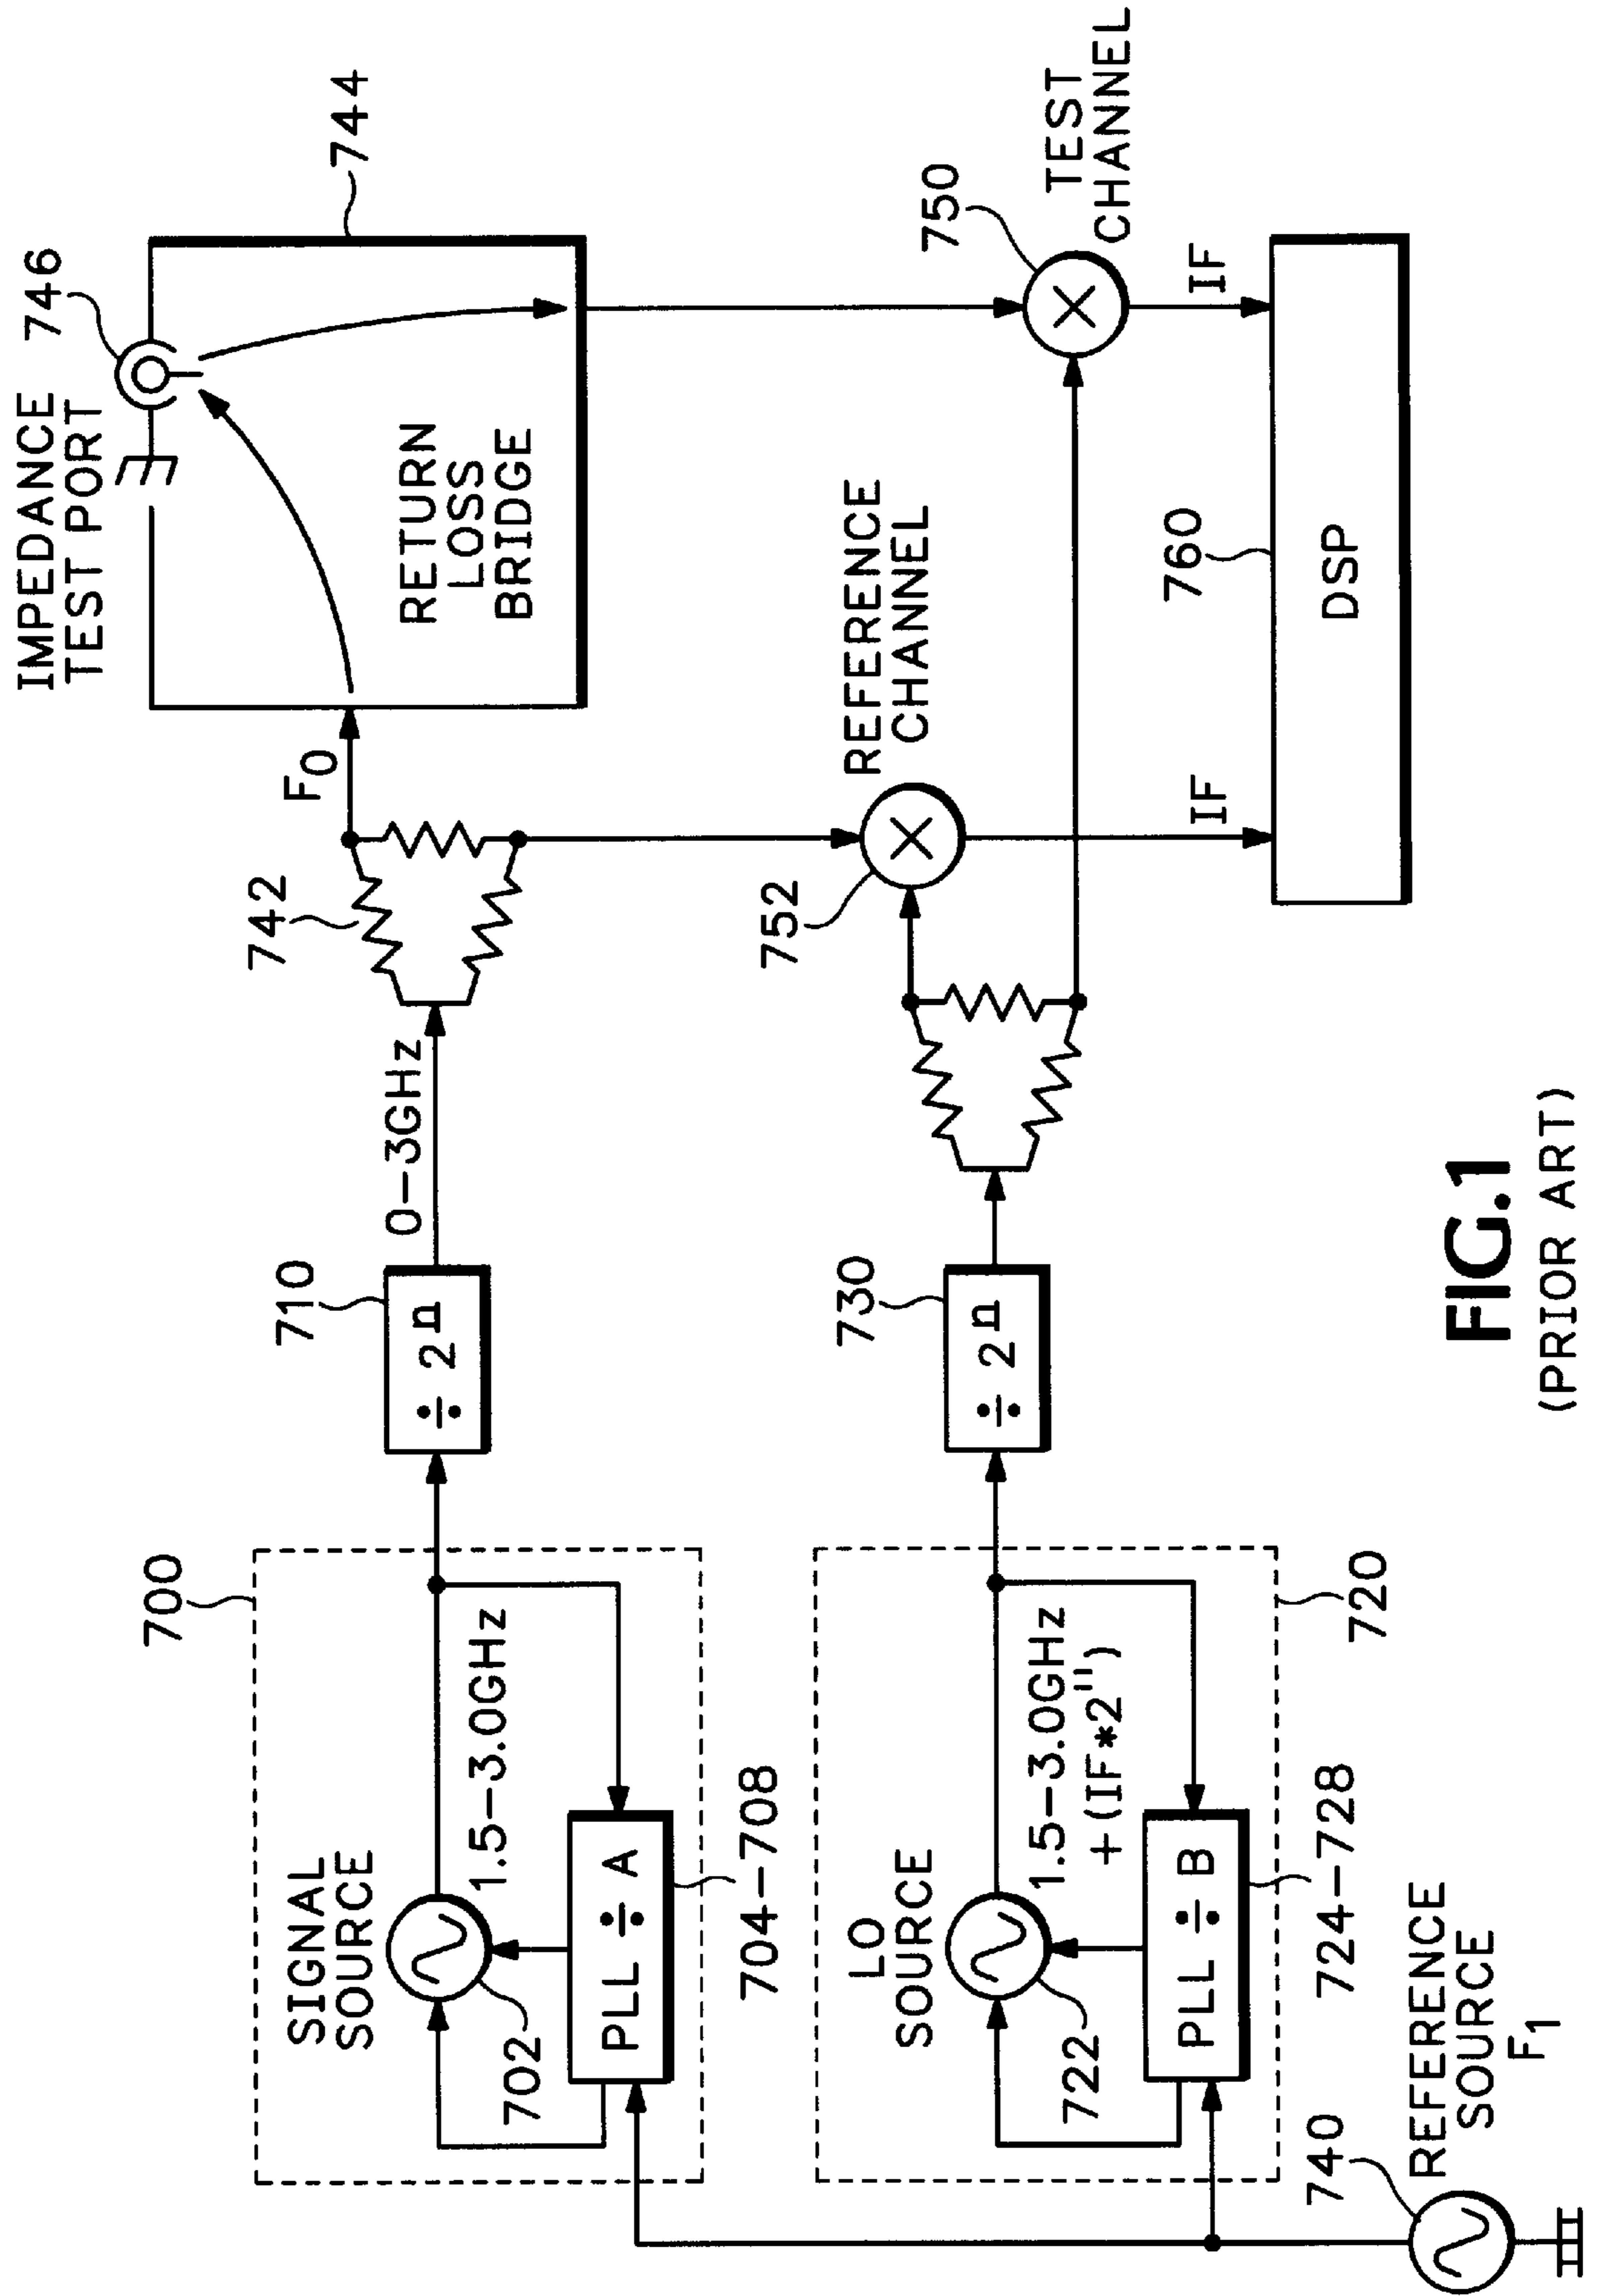 700
SIGNAL
SOURCE
702
1.5–3.0GHz
PLL ÷ A
704–708
710
÷ 2ⁿ
0–3GHz
742
F0
IMPEDANCE
TEST PORT
746
744
RETURN
LOSS
BRIDGE
LO
SOURCE
722
1.5–3.0GHz
+(IF*2")
PLL ÷ B
724–728
720
730
÷ 2ⁿ
752
REFERENCE
CHANNEL
750
TEST
CHANNEL
IF
IF
760
DSP
740
REFERENCE
SOURCE
F1
FIG.1
(PRIOR ART)